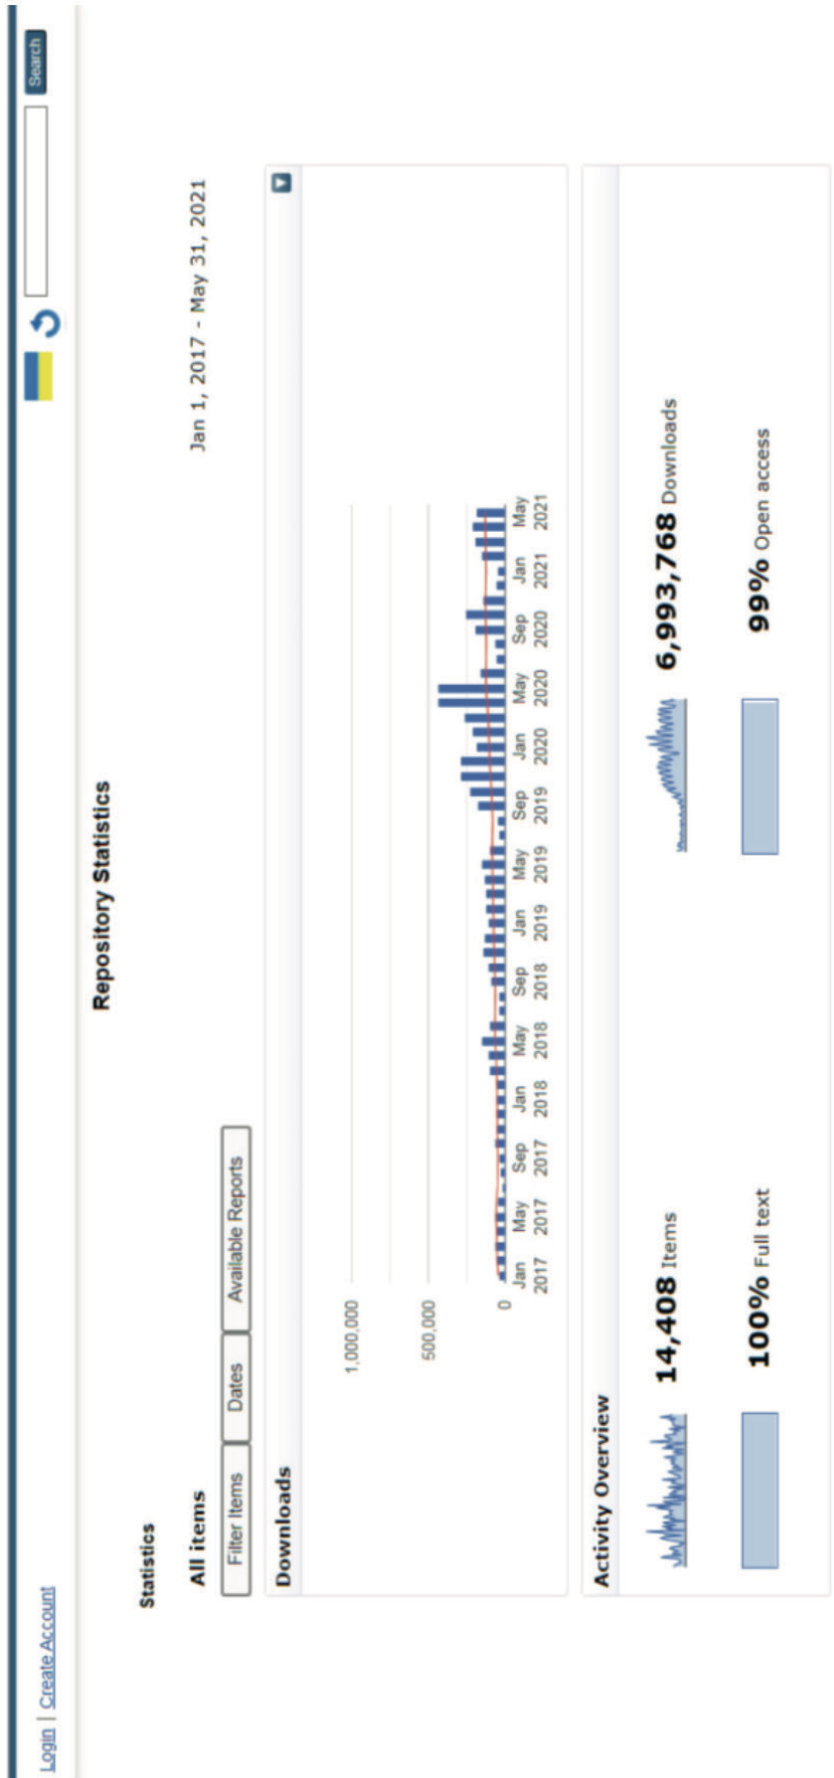 Login | Create Account
Search
Repository Statistics
Statistics
All items
Jan 1, 2017 - May 31, 2021
Filter Items
Dates
Available Reports
Downloads
1,000,000
500,000
0
Jan 2017
May 2017
Sep 2017
Jan 2018
May 2018
Sep 2018
Jan 2019
May 2019
Sep 2019
Jan 2020
May 2020
Sep 2020
Jan 2021
May 2021
Activity Overview
14,408 Items
6,993,768 Downloads
100% Full text
99% Open access